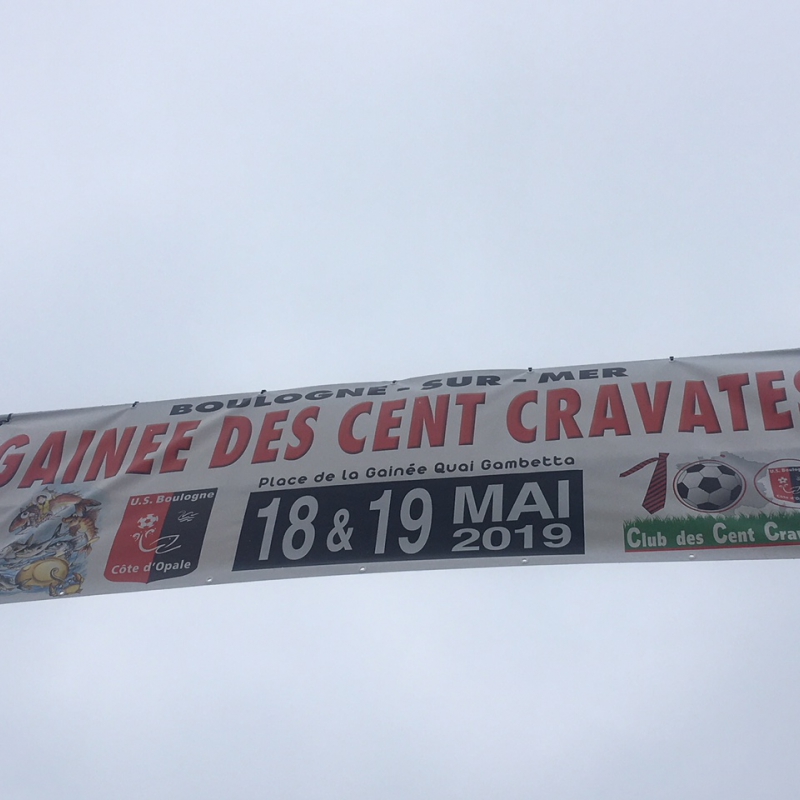 BOULOGNE - SUR - MER
GAINEE DES CENT CRAVATES
Place de la Gainée Quai Gambetta
U.S. Boulogne
Côte d'Opale
18 & 19 MAI 2019
Club des Cent Crav